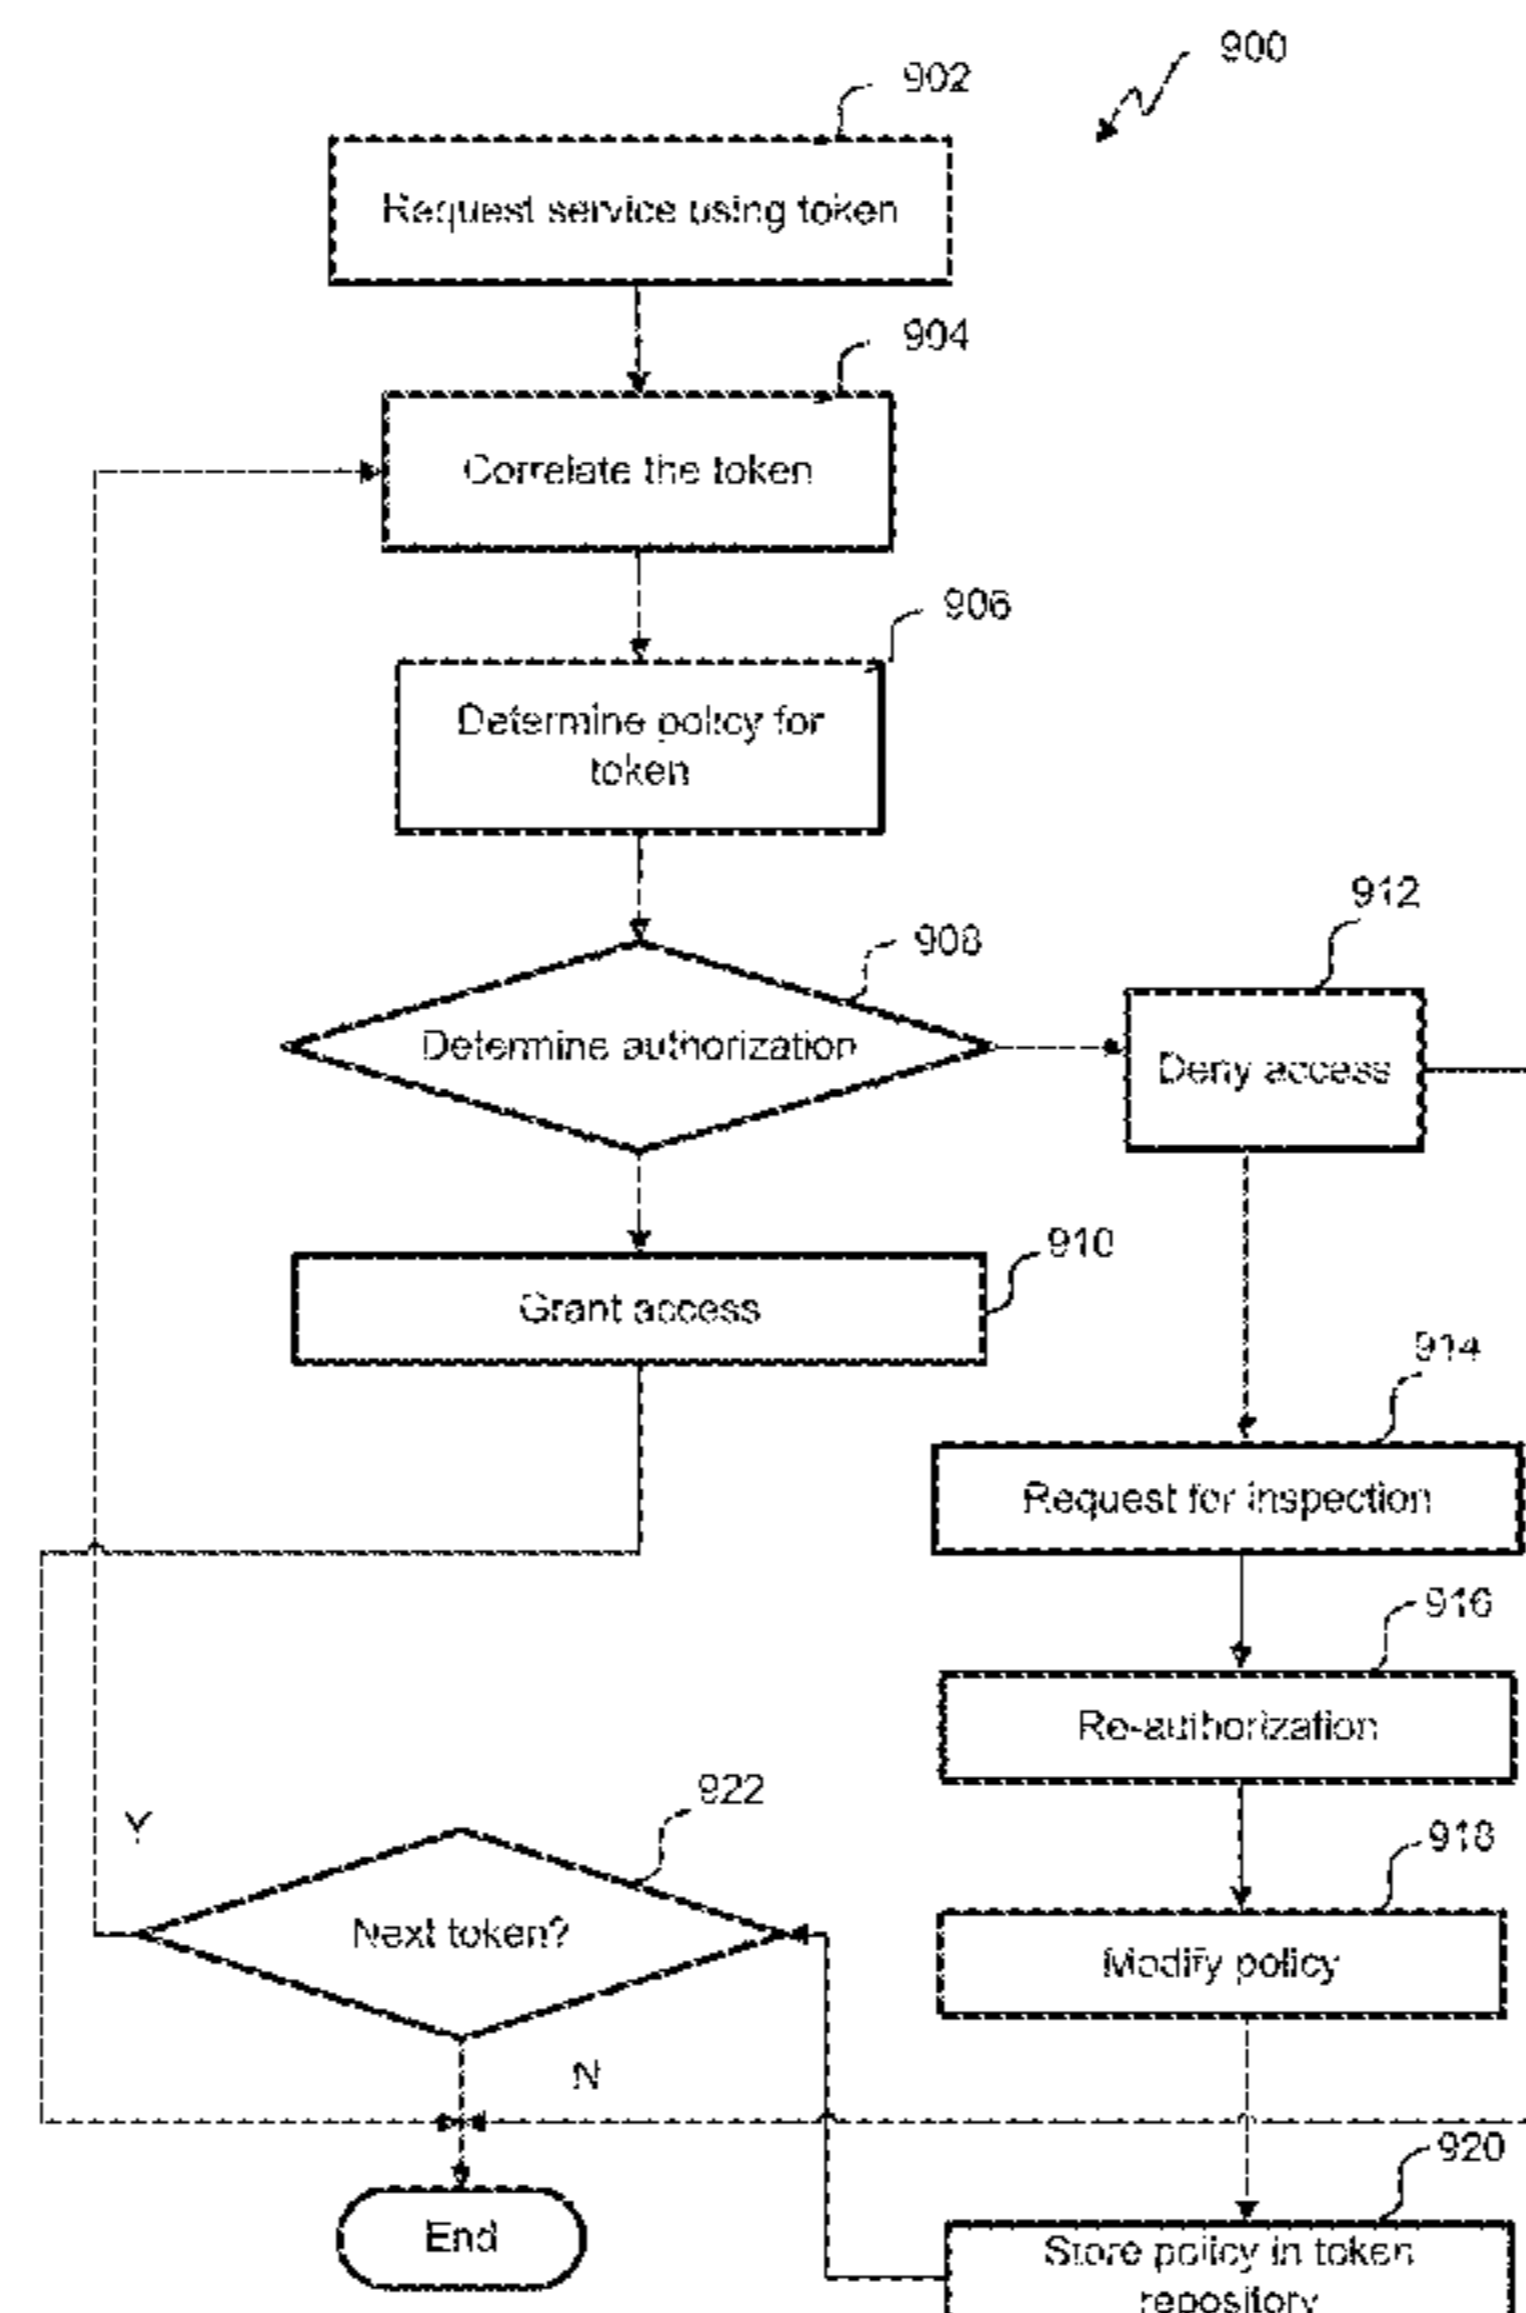 900
902
Request service using token
904
Correlate the token
906
Determine policy for
token
908
Determine authorization
912
Deny access
910
Grant access
914
Request for inspection
916
Re-authorization
918
Modify policy
922
Y
Next token?
N
920
Store policy in token
repository
End